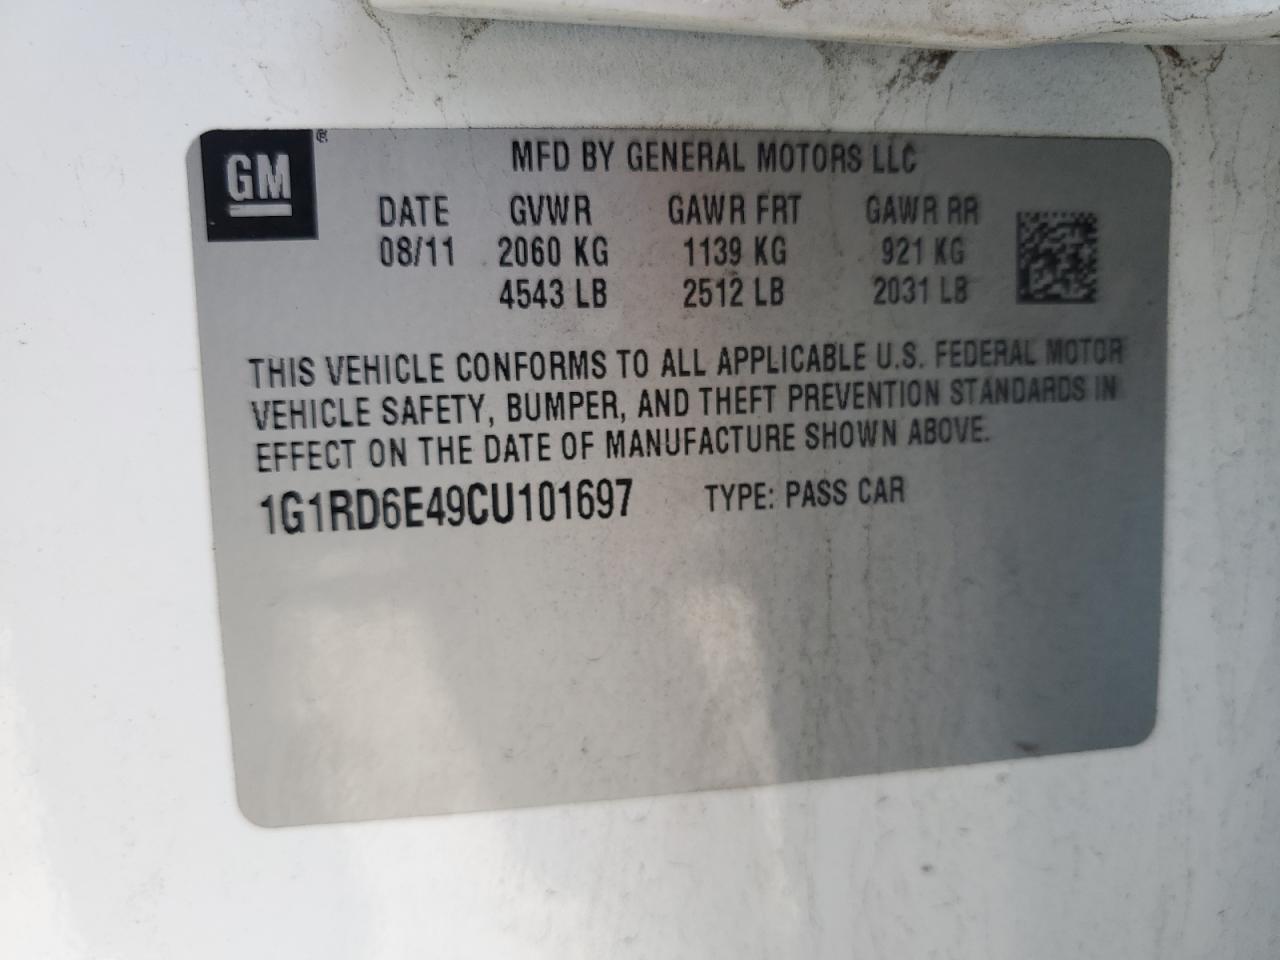 GM ®
MFD BY GENERAL MOTORS LLC
DATE GVWR GAWR FRT GAWR RR
08/11 2060 KG 1139 KG 921 KG
4543 LB 2512 LB 2031 LB
THIS VEHICLE CONFORMS TO ALL APPLICABLE U.S. FEDERAL MOTOR
VEHICLE SAFETY, BUMPER, AND THEFT PREVENTION STANDARDS IN
EFFECT ON THE DATE OF MANUFACTURE SHOWN ABOVE.
1G1RD6E49CU101697 TYPE: PASS CAR